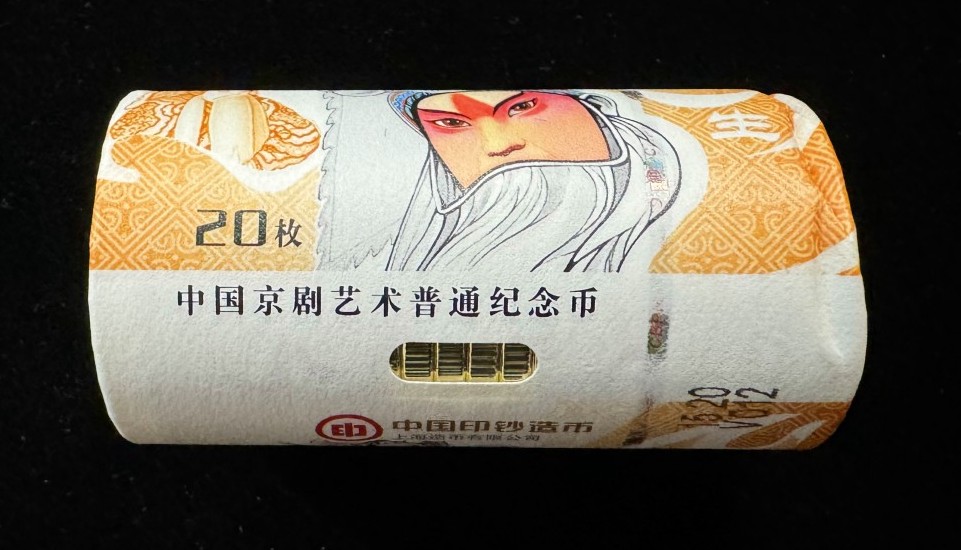 生
20枚
中国京剧艺术普通纪念币
印 中国印钞造币
上海造币有限公司